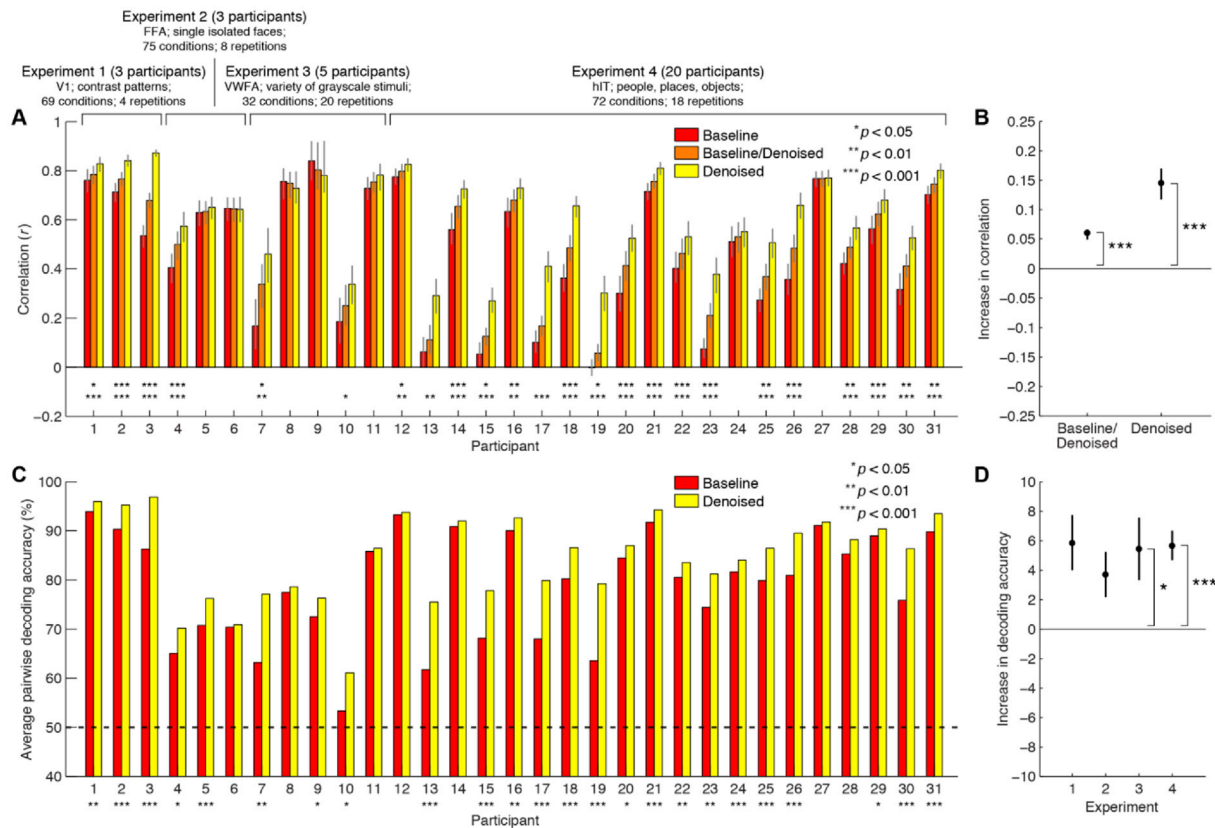 Experiment 2 (3 participants)
FFA; single isolated faces;
75 conditions; 8 repetitions
Experiment 1 (3 participants)
V1; contrast patterns;
69 conditions; 4 repetitions
Experiment 3 (5 participants)
VWFA; variety of grayscale stimuli;
32 conditions; 20 repetitions
Experiment 4 (20 participants)
hIT; people, places, objects;
72 conditions; 18 repetitions
A
Correlation (r)
1
0.8
0.6
0.4
0.2
0
−0.2
Baseline
Baseline/Denoised
Denoised
*p < 0.05
**p < 0.01
***p < 0.001
* *** *** *** * * * *** * ** *** * *** *** *** *** ** *** ** *** ** **
*** *** *** *** ** * ** ** *** *** ** *** *** *** *** *** *** *** *** *** *** *** *** ***
1 2 3 4 5 6 7 8 9 10 11 12 13 14 15 16 17 18 19 20 21 22 23 24 25 26 27 28 29 30 31
Participant
B
Increase in correlation
0.25
0.2
0.15
0.1
0.05
0
−0.05
−0.1
−0.15
−0.2
−0.25
***
***
Baseline/
Denoised
Denoised
C
Average pairwise decoding accuracy (%)
100
90
80
70
60
50
40
Baseline
Denoised
*p < 0.05
**p < 0.01
***p < 0.001
1 2 3 4 5 6 7 8 9 10 11 12 13 14 15 16 17 18 19 20 21 22 23 24 25 26 27 28 29 30 31
** *** *** * *** ** * * *** *** ** *** *** *** * *** ** ** *** *** *** * *** ***
Participant
D
Increase in decoding accuracy
10
8
6
4
2
0
−2
−4
−6
−8
−10
*
***
1 2 3 4
Experiment